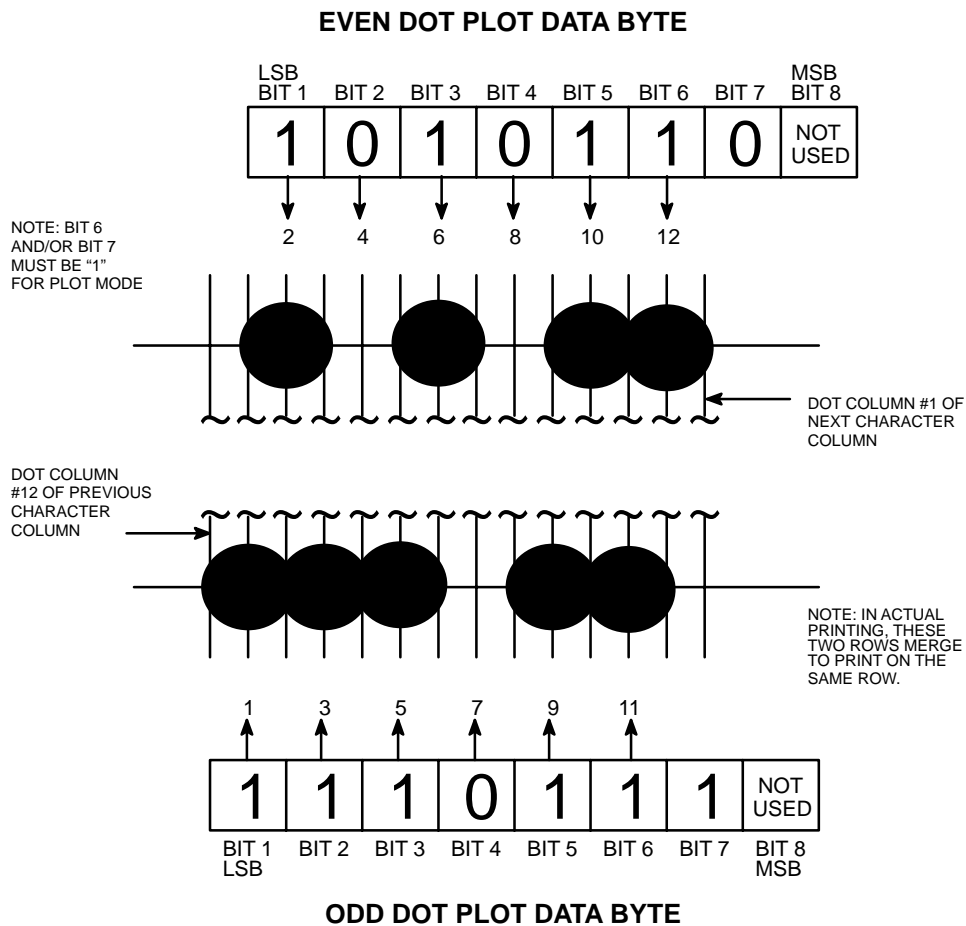 EVEN DOT PLOT DATA BYTE
LSB
BIT 1 BIT 2 BIT 3 BIT 4 BIT 5 BIT 6 BIT 7
MSB
BIT 8
1 0 1 0 1 1 0
NOT
USED
2 4 6 8 10 12
NOTE: BIT 6
AND/OR BIT 7
MUST BE “1”
FOR PLOT MODE
DOT COLUMN #1 OF
NEXT CHARACTER
COLUMN
DOT COLUMN
#12 OF PREVIOUS
CHARACTER
COLUMN
NOTE: IN ACTUAL
PRINTING, THESE
TWO ROWS MERGE
TO PRINT ON THE
SAME ROW.
1 3 5 7 9 11
1 1 1 0 1 1 1
NOT
USED
BIT 1 BIT 2 BIT 3 BIT 4 BIT 5 BIT 6 BIT 7 BIT 8
LSB MSB
ODD DOT PLOT DATA BYTE